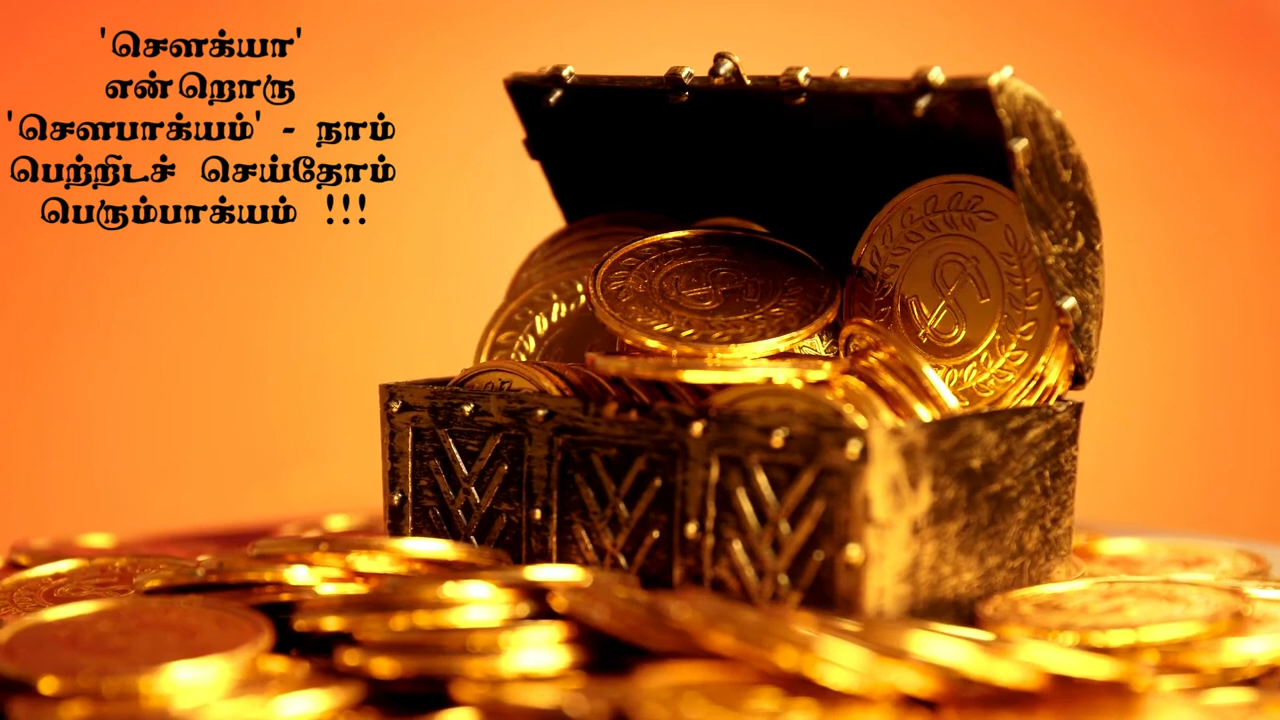 'சௌக்யா'
என்றொரு
'சௌபாக்யம்' - நாம்
பெற்றிடச் செய்தோம்
பெரும்பாக்யம் !!!